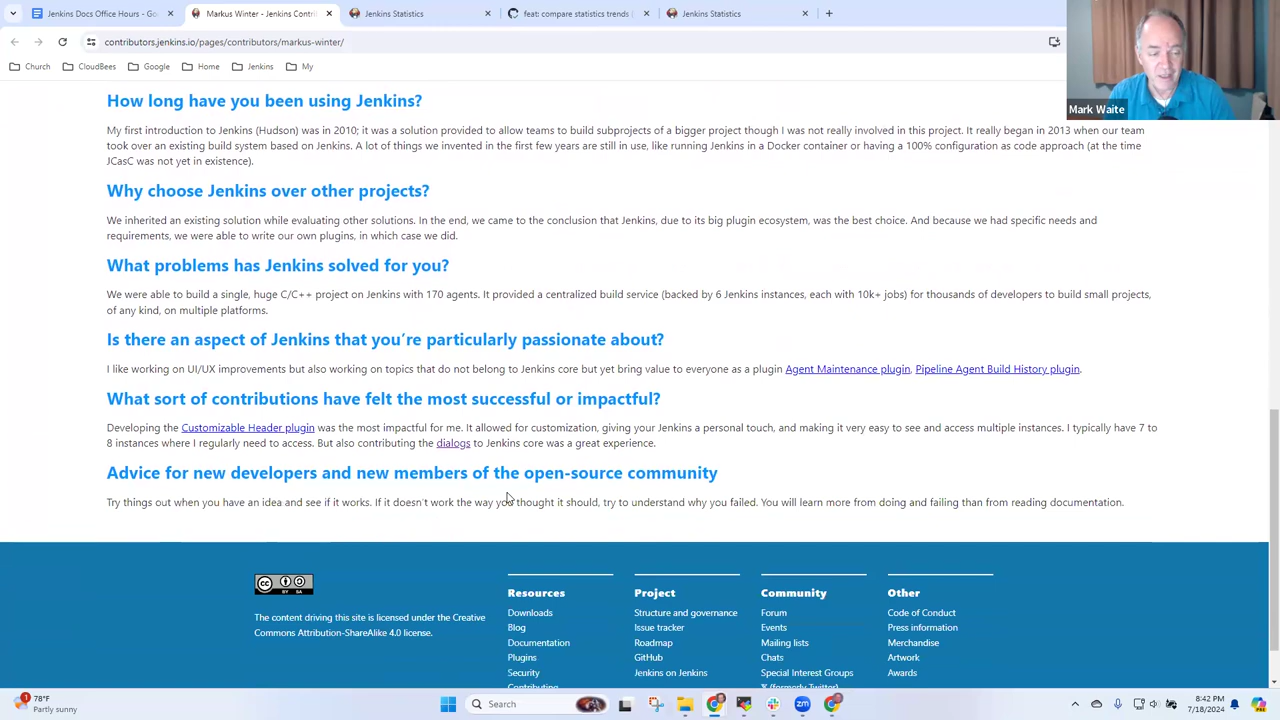 Jenkins Docs Office Hours - Go
Markus Winter - Jenkins Contri
Jenkins Statistics
feat: compare statistics trends
Jenkins Statistics
contributors.jenkins.io/pages/contributors/markus-winter/
Church
CloudBees
Google
Home
Jenkins
My
Mark Waite
How long have you been using Jenkins?
My first introduction to Jenkins (Hudson) was in 2010; it was a solution provided to allow teams to build subprojects of a bigger project though I was not really involved in this project. It really began in 2013 when our team
took over an existing build system based on Jenkins. A lot of things we invented in the first few years are still in use, like running Jenkins in a Docker container or having a 100% configuration as code approach (at the time
JCasC was not yet in existence).
Why choose Jenkins over other projects?
We inherited an existing solution while evaluating other solutions. In the end, we came to the conclusion that Jenkins, due to its big plugin ecosystem, was the best choice. And because we had specific needs and
requirements, we were able to write our own plugins, in which case we did.
What problems has Jenkins solved for you?
We were able to build a single, huge C/C++ project on Jenkins with 170 agents. It provided a centralized build service (backed by 6 Jenkins instances, each with 10k+ jobs) for thousands of developers to build small projects,
of any kind, on multiple platforms.
Is there an aspect of Jenkins that you're particularly passionate about?
I like working on UI/UX improvements but also working on topics that do not belong to Jenkins core but yet bring value to everyone as a plugin Agent Maintenance plugin, Pipeline Agent Build History plugin.
What sort of contributions have felt the most successful or impactful?
Developing the Customizable Header plugin was the most impactful for me. It allowed for customization, giving your Jenkins a personal touch, and making it very easy to see and access multiple instances. I typically have 7 to
8 instances where I regularly need to access. But also contributing the dialogs to Jenkins core was a great experience.
Advice for new developers and new members of the open-source community
Try things out when you have an idea and see if it works. If it doesn't work the way you thought it should, try to understand why you failed. You will learn more from doing and failing than from reading documentation.
CC BY SA
The content driving this site is licensed under the Creative
Commons Attribution-ShareAlike 4.0 license.
Resources
Downloads
Blog
Documentation
Plugins
Security
Contributing
Project
Structure and governance
Issue tracker
Roadmap
GitHub
Jenkins on Jenkins
Community
Forum
Events
Mailing lists
Chats
Special Interest Groups
X (formerly Twitter)
Other
Code of Conduct
Press information
Merchandise
Artwork
Awards
1
78°F
Partly sunny
Search
8:42 PM
7/18/2024